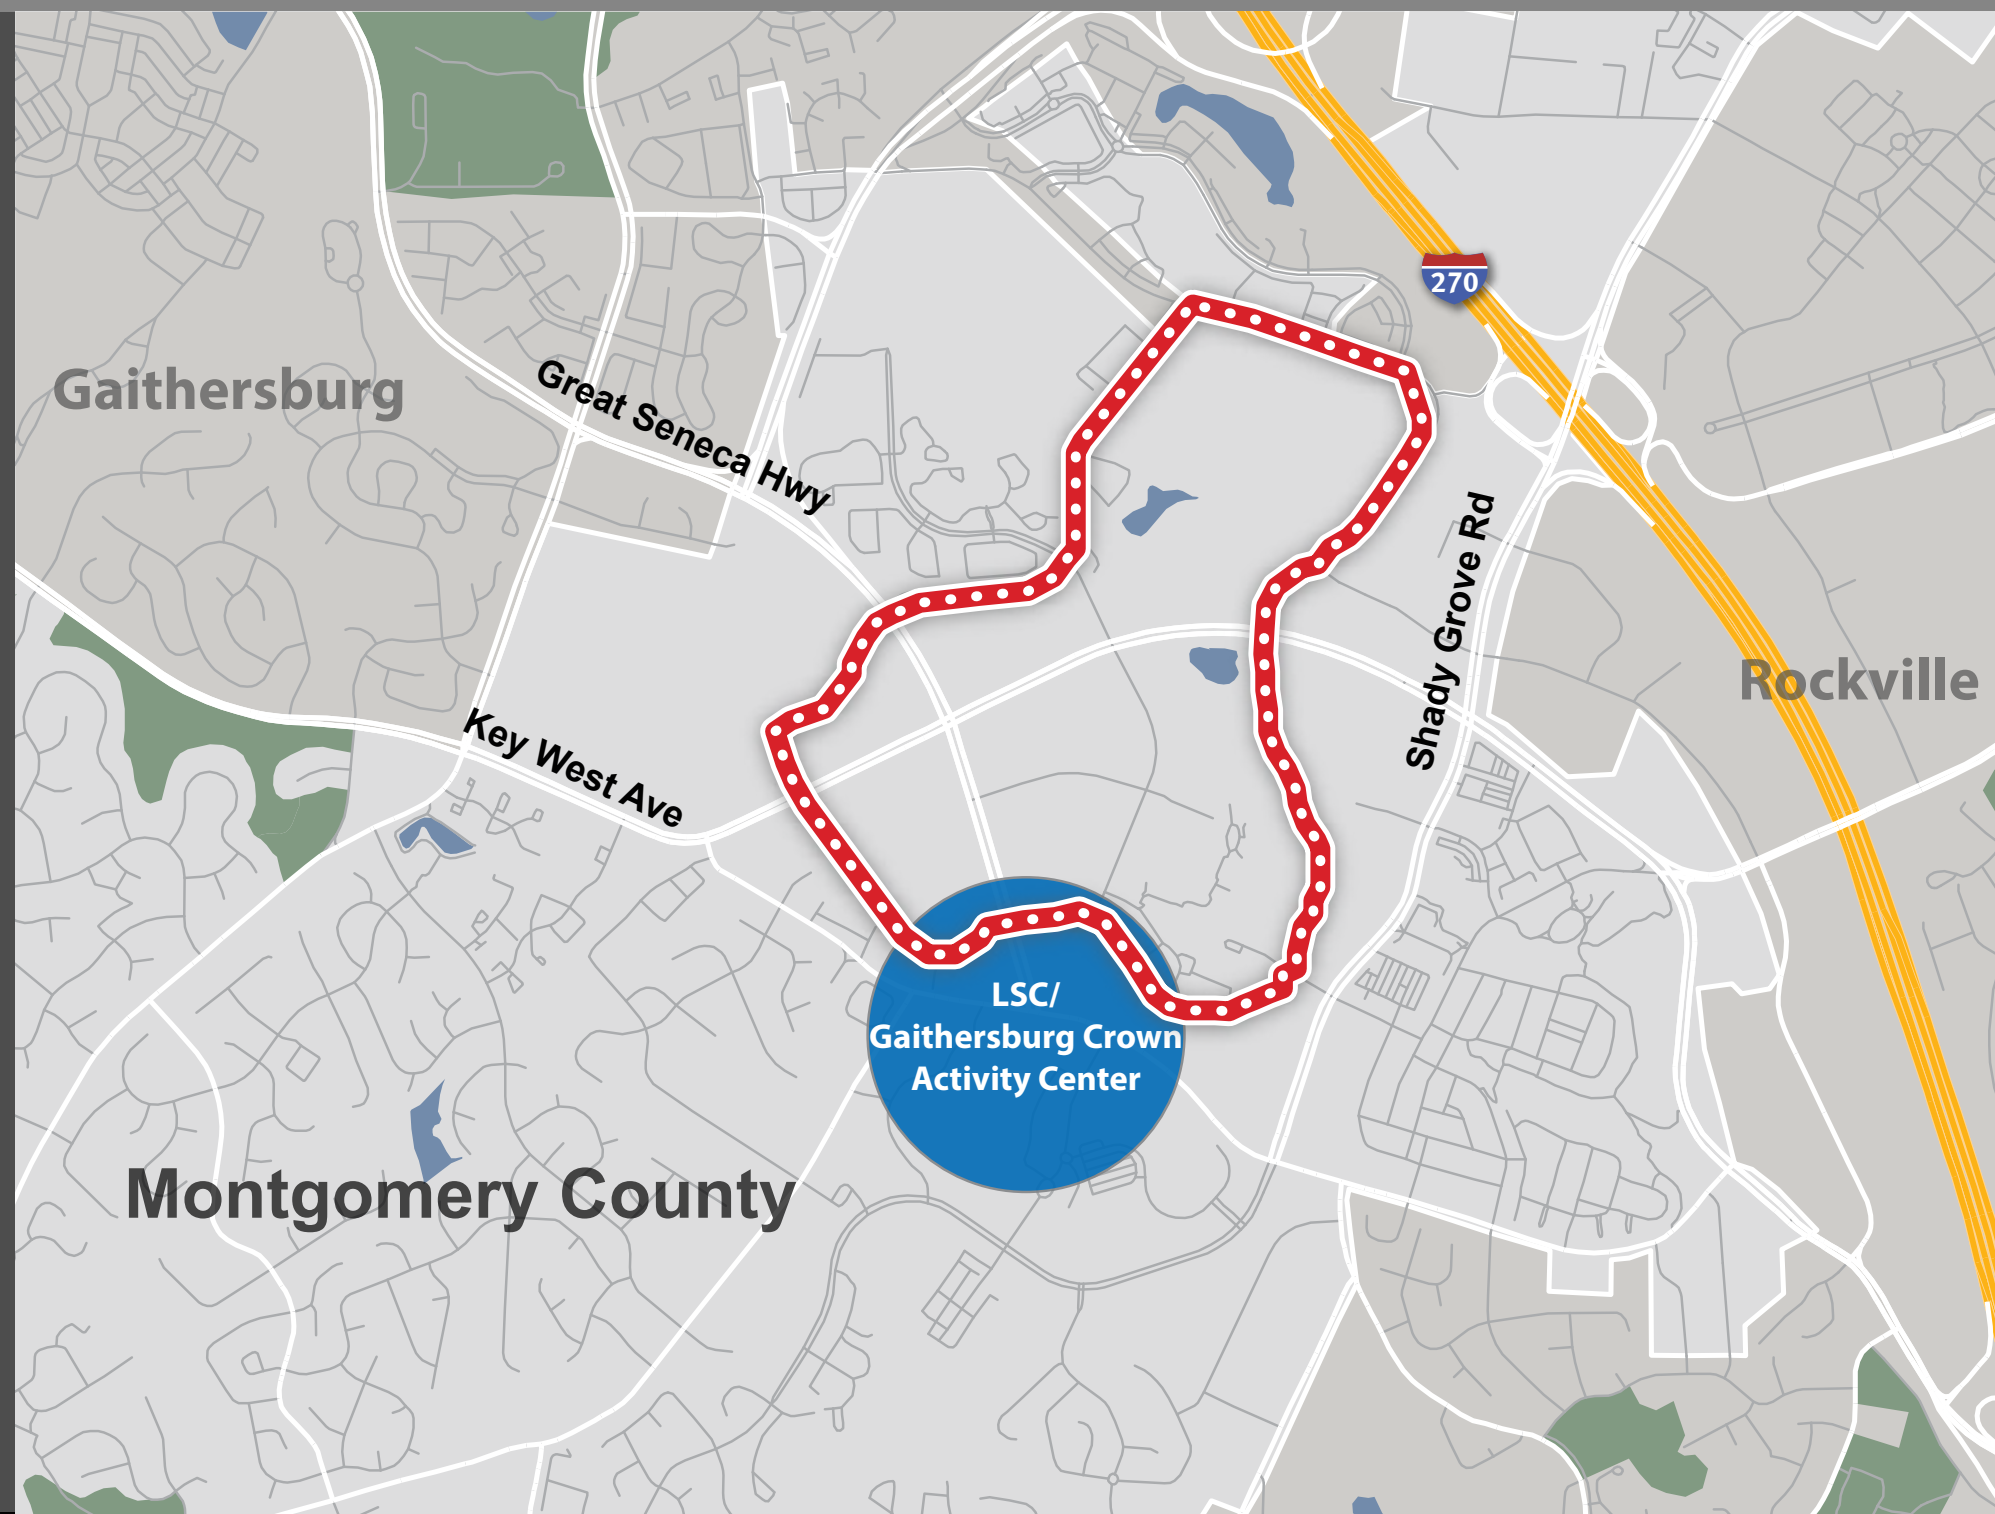 270
Gaithersburg
Great Seneca Hwy
Shady Grove Rd
Rockville
Key West Ave
LSC/
Gaithersburg Crown
Activity Center
Montgomery County